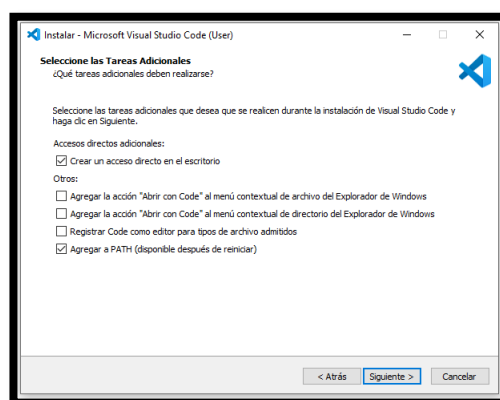 Instalar - Microsoft Visual Studio Code (User)
Seleccione las Tareas Adicionales
¿Qué tareas adicionales deben realizarse?
Seleccione las tareas adicionales que desea que se realicen durante la instalación de Visual Studio Code y
haga clic en Siguiente.
Accesos directos adicionales:
Crear un acceso directo en el escritorio
Otros:
Agregar la acción "Abrir con Code" al menú contextual de archivo del Explorador de Windows
Agregar la acción "Abrir con Code" al menú contextual de directorio del Explorador de Windows
Registrar Code como editor para tipos de archivo admitidos
Agregar a PATH (disponible después de reiniciar)
< Atrás Siguiente > Cancelar